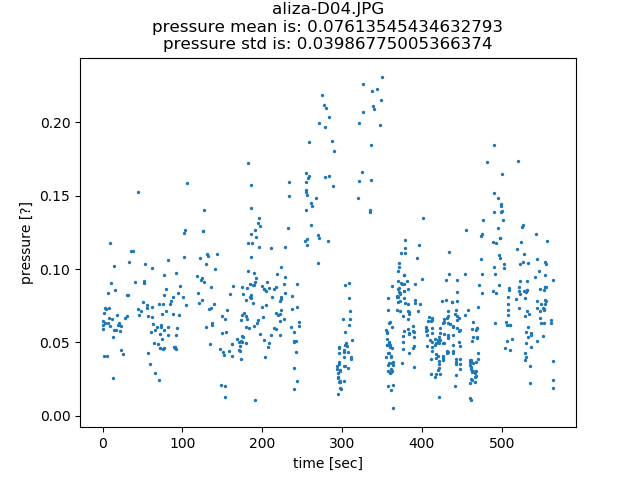 aliza-D04.JPG
pressure mean is: 0.07613545434632793
pressure std is: 0.03986775005366374
0.20
0.15
0.10
0.05
0.00
pressure [?]
0
100
200
300
400
500
time [sec]